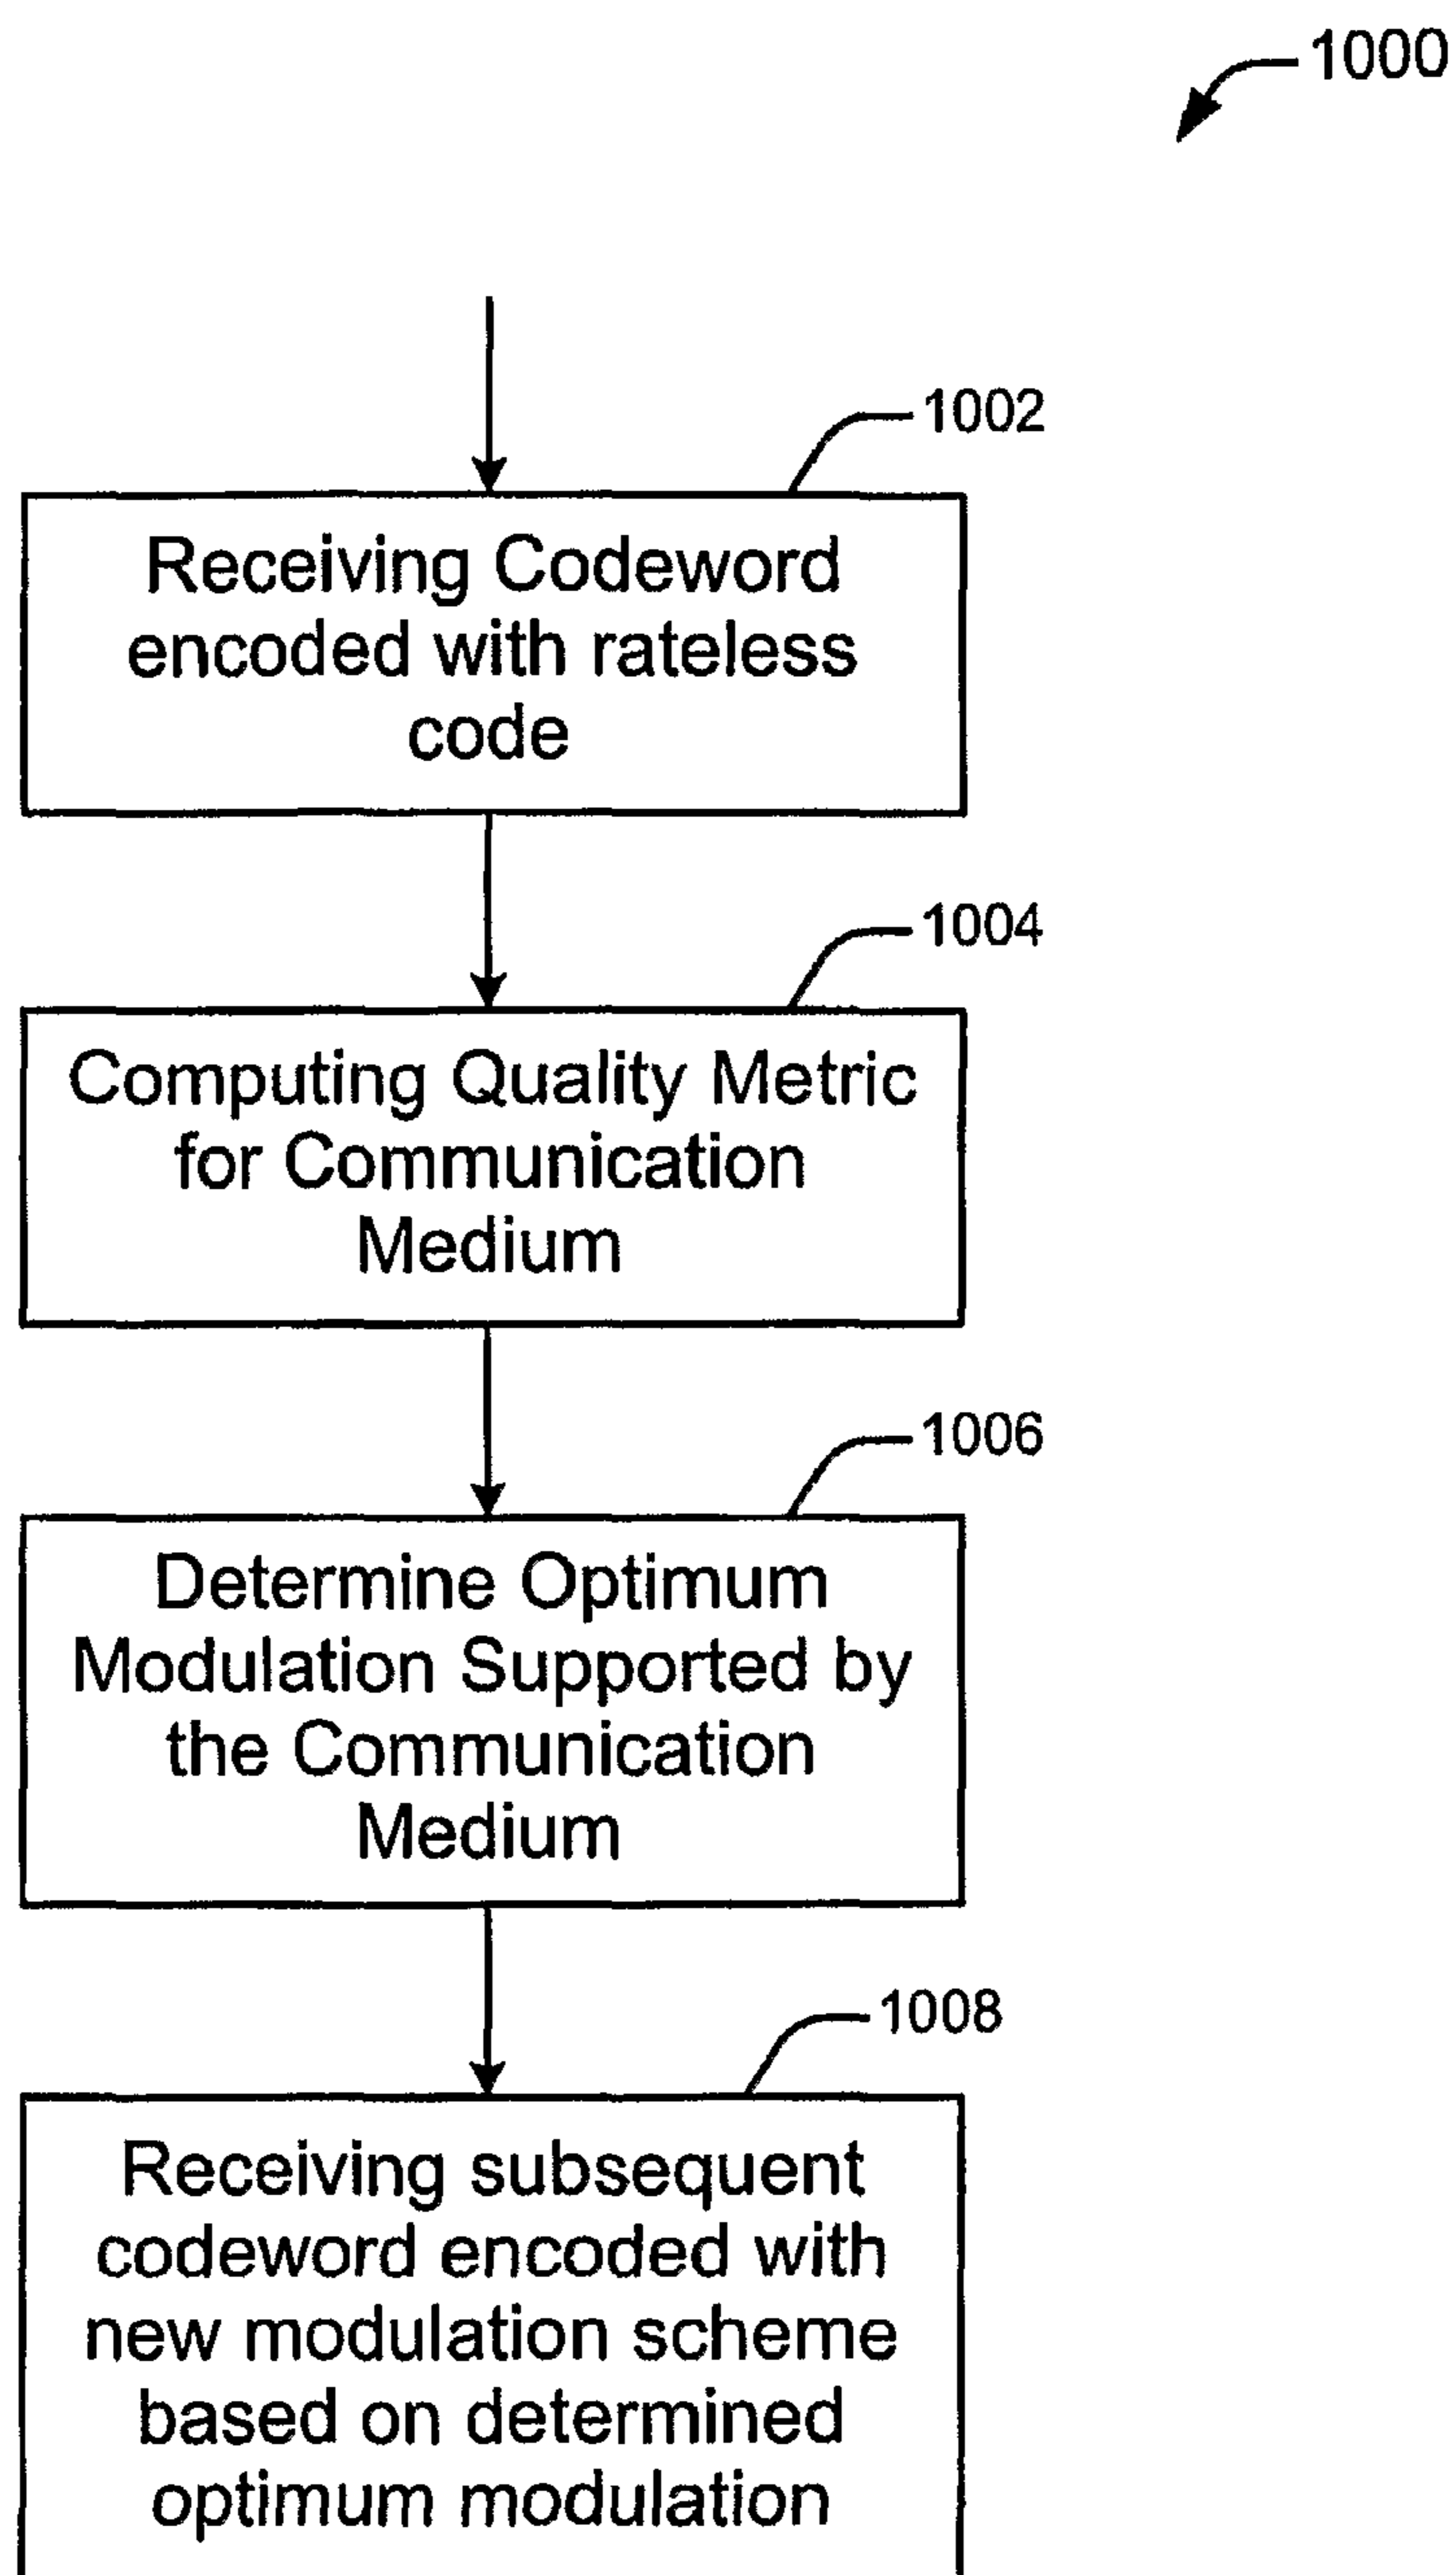 1000
1002
Receiving Codeword
encoded with rateless
code
1004
Computing Quality Metric
for Communication
Medium
1006
Determine Optimum
Modulation Supported by
the Communication
Medium
1008
Receiving subsequent
codeword encoded with
new modulation scheme
based on determined
optimum modulation